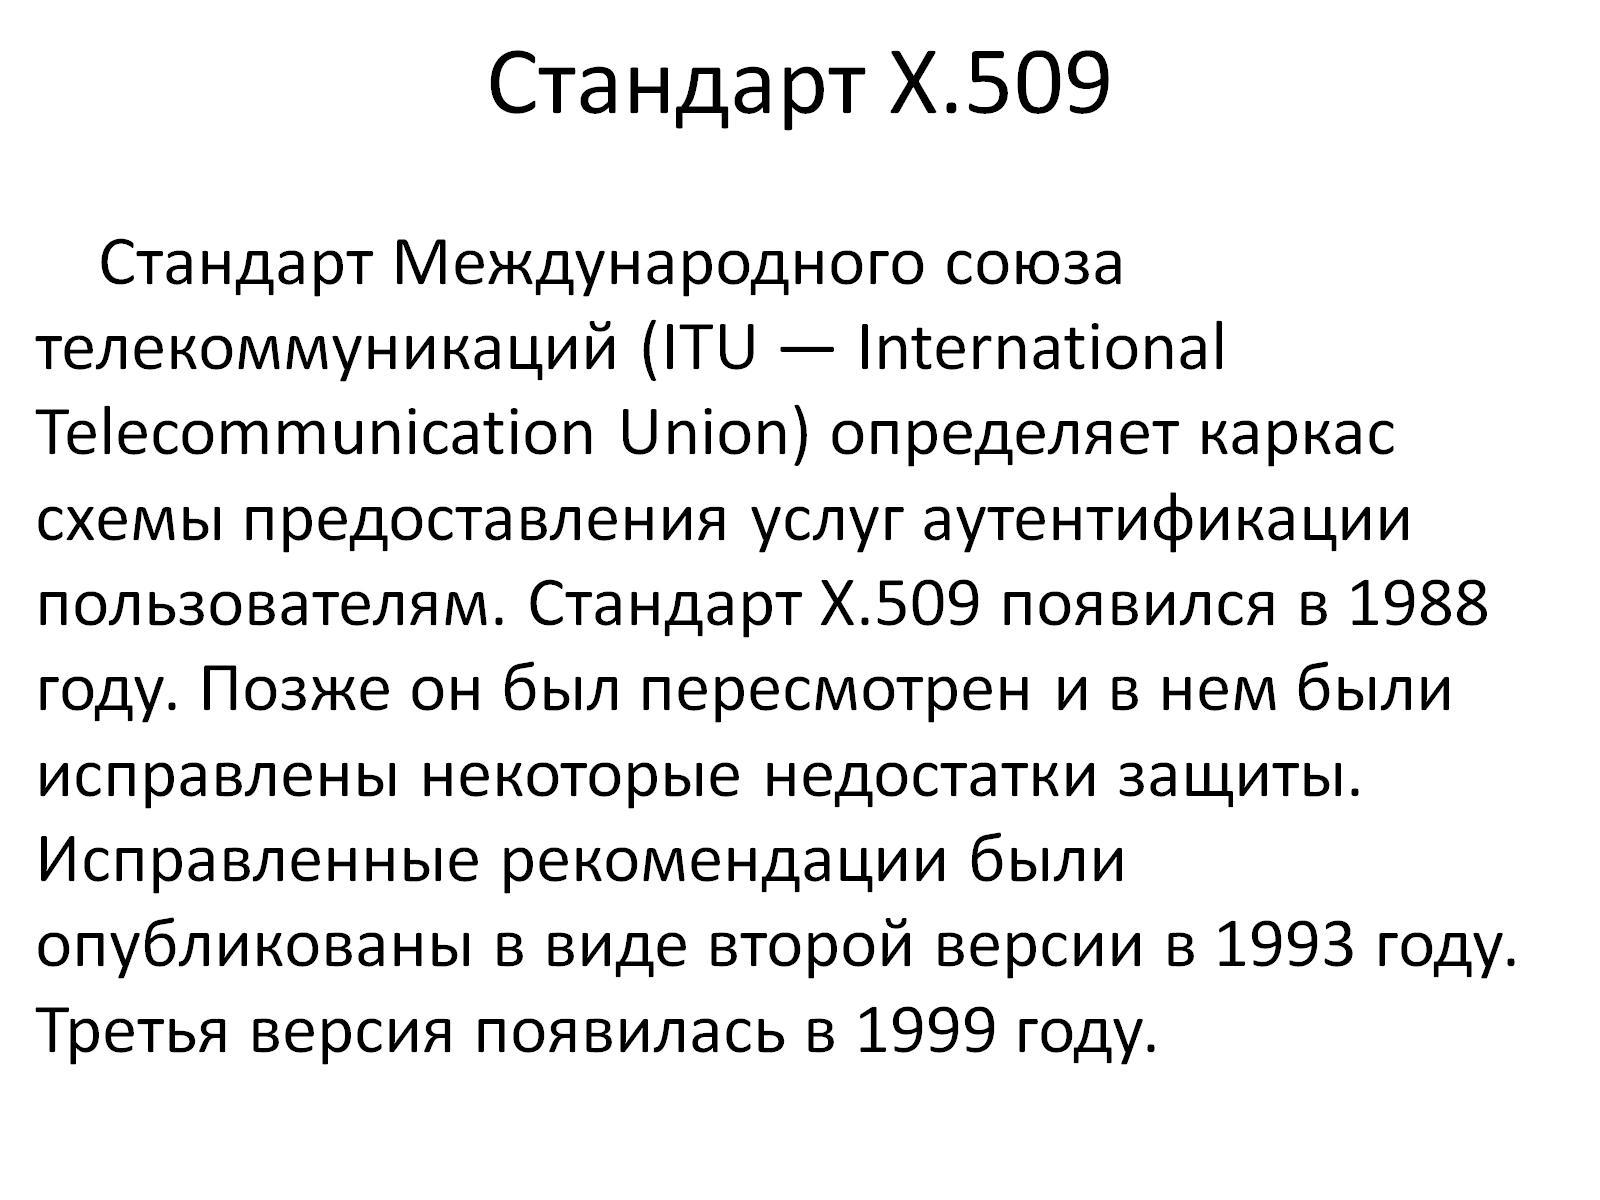 Стандарт X.509
Стандарт Международного союза
телекоммуникаций (ITU — International
Telecommunication Union) определяет каркас
схемы предоставления услуг аутентификации
пользователям. Стандарт X.509 появился в 1988
году. Позже он был пересмотрен и в нем были
исправлены некоторые недостатки защиты.
Исправленные рекомендации были
опубликованы в виде второй версии в 1993 году.
Третья версия появилась в 1999 году.